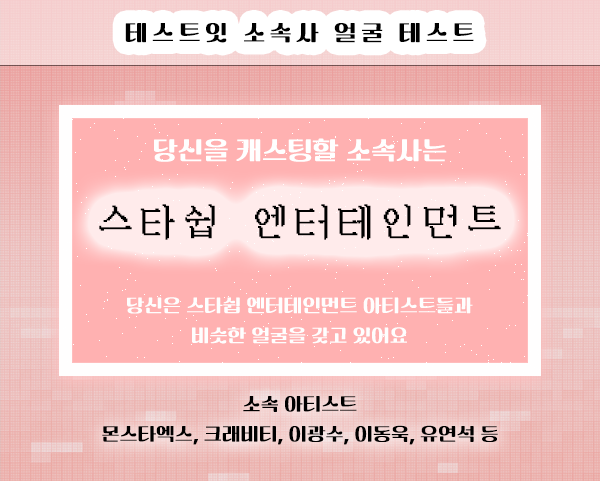 테스트잇 소속사 얼굴 테스트
당신을 캐스팅할 소속사는
스타쉽 엔터테인먼트
당신은 스타쉽 엔터테인먼트 아티스트들과
비슷한 얼굴을 갖고 있어요
소속 아티스트
몬스타엑스, 크래비티, 이광수, 이동욱, 유연석 등